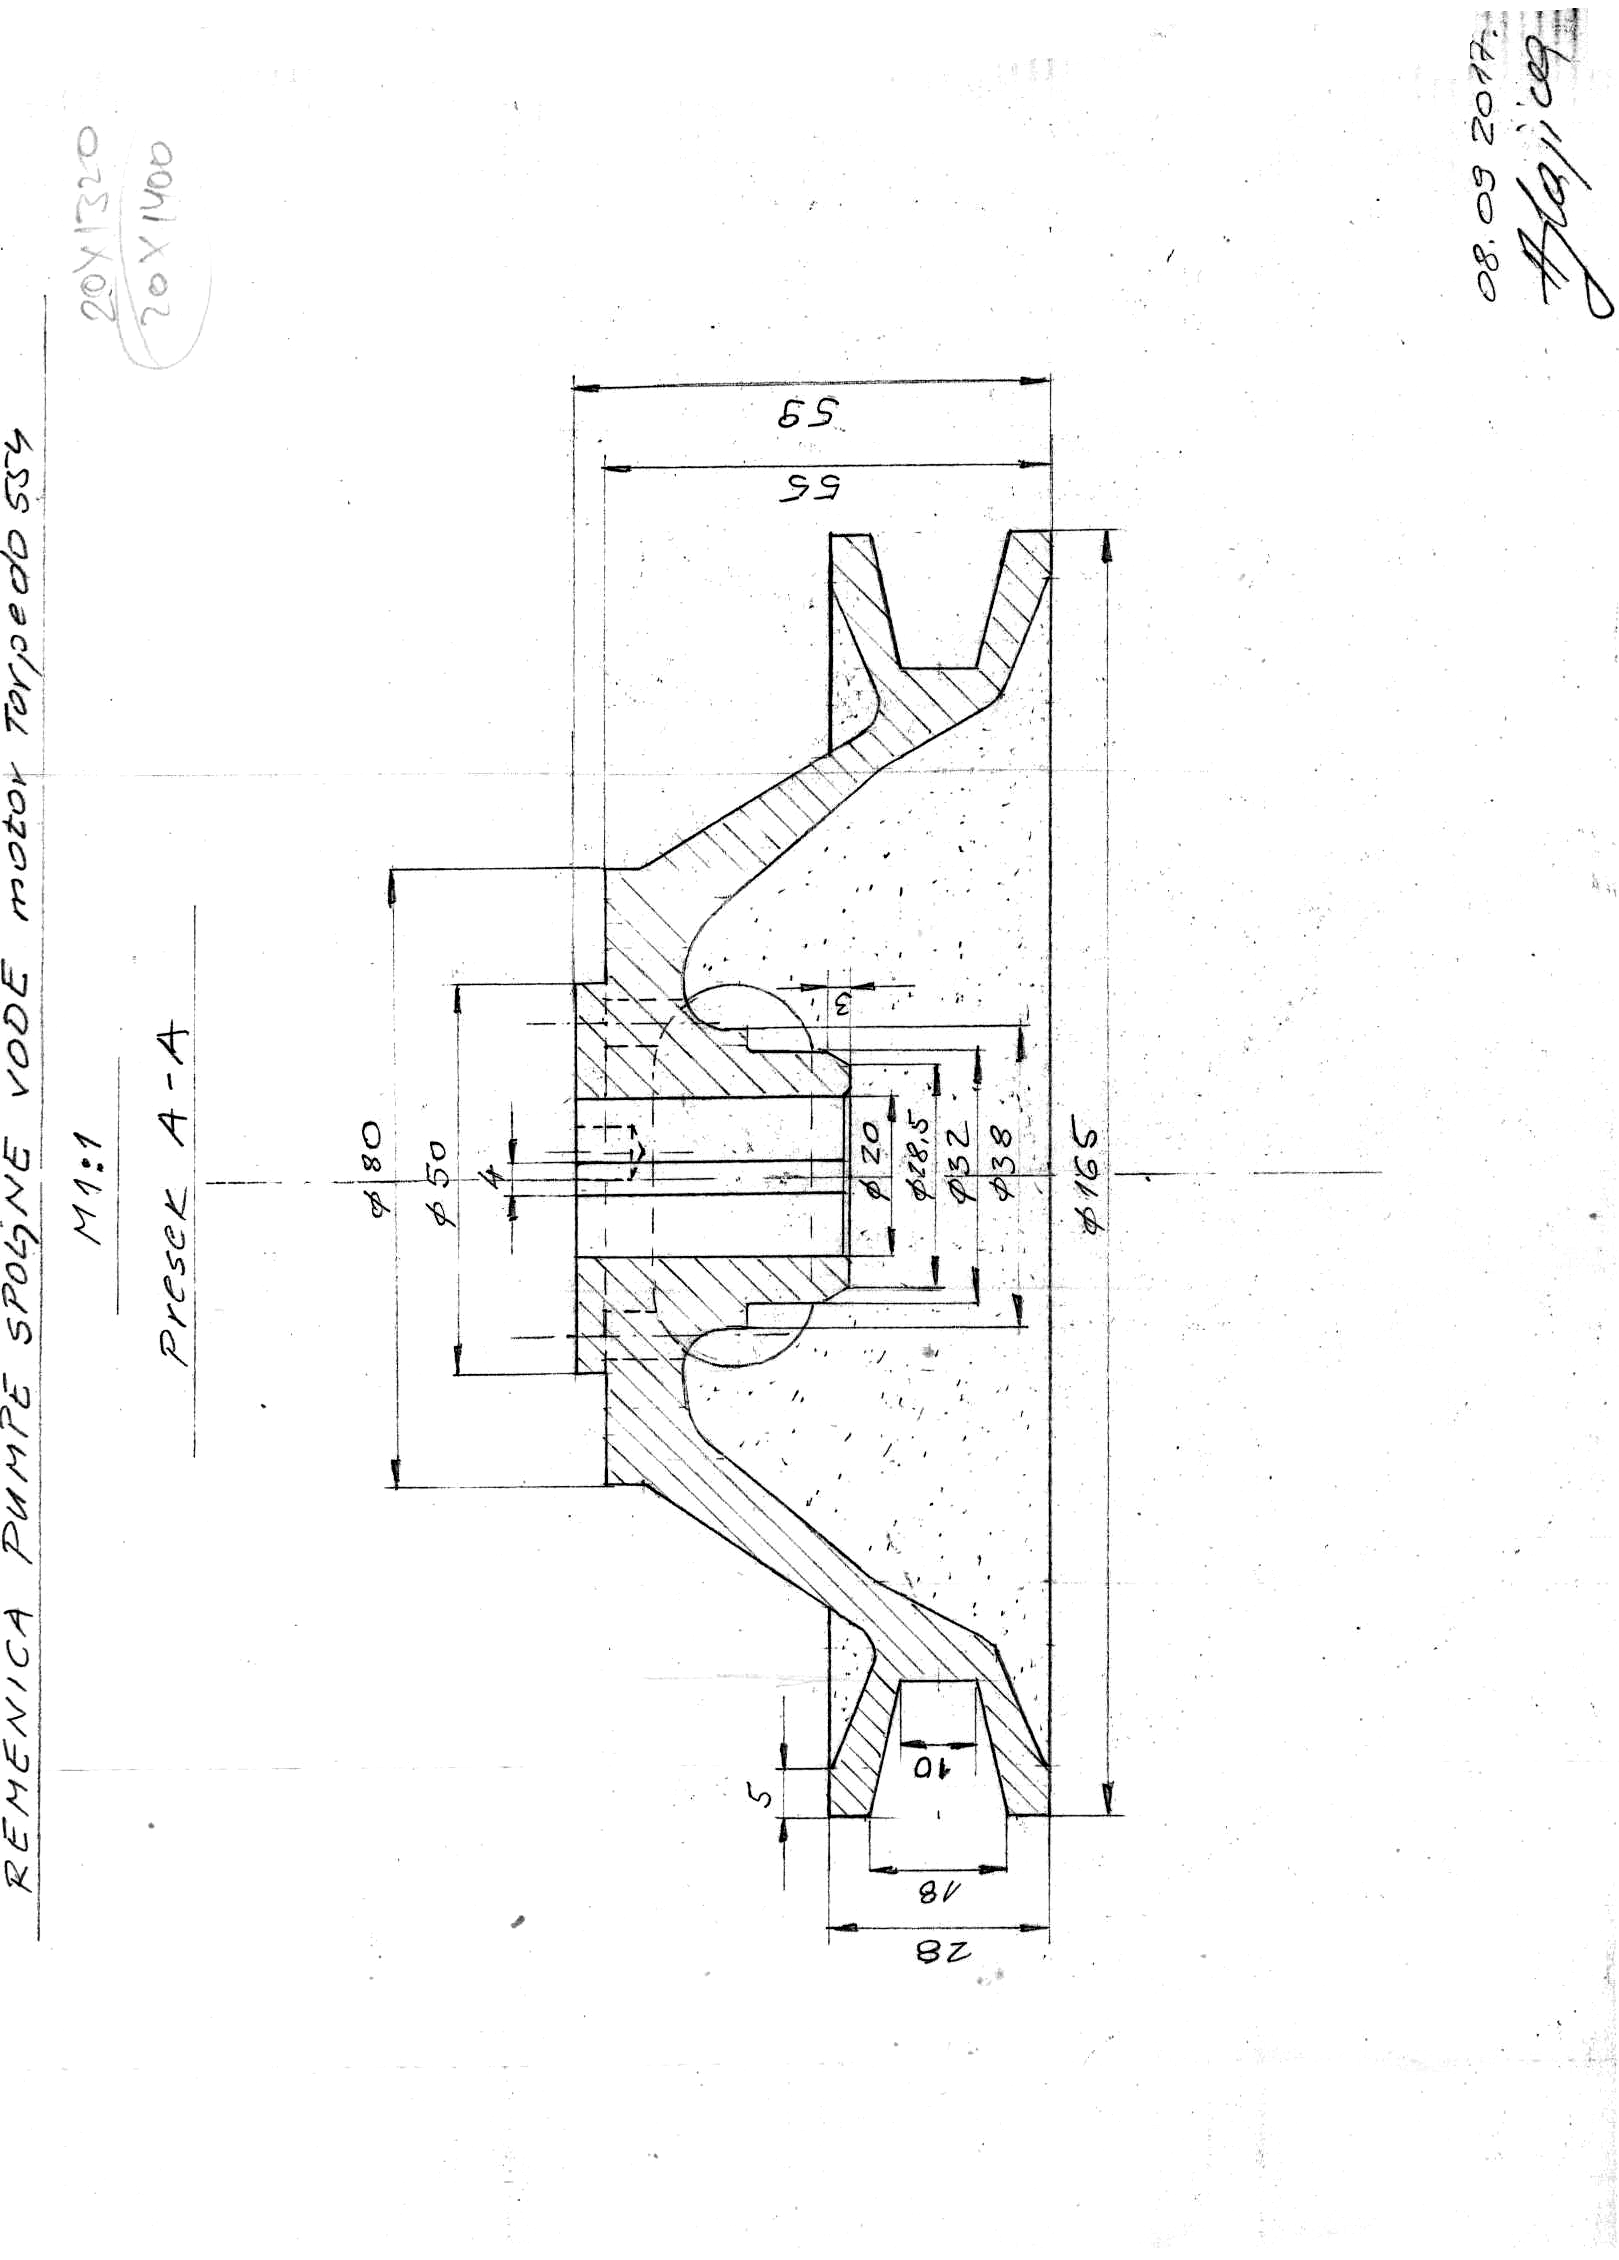 REMENICA PUMPE SPOLJNE VODE motor Torpedo 554
20X1320
20X1400
M1:1
Presek A-A
ø80
ø50
4
59
55
3
ø20
ø28.5
ø32
ø38
ø165
5
10
18
28
08.09 2017.